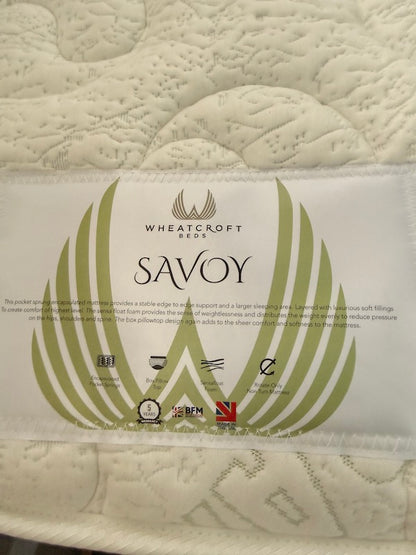 WHEATCROFT
BEDS
SAVOY
This pocket sprung encapsulated mattress provides a stable edge to edge support and a larger sleeping area. Layered with luxurious soft fillings
To create comfort of highest level. The sensa float foam provides the sense of weightlessness and distributes the weight evenly to reduce pressure
on the hips, shoulders and spine. The box pillowtop design again adds to the sheer comfort and softness to the mattress.
Encapsulated
Pocket Springs
Box Pillow
Top
Sensafloat
Foam
Rotate Only
Non-Turn Mattress
5
YEARS
BFM